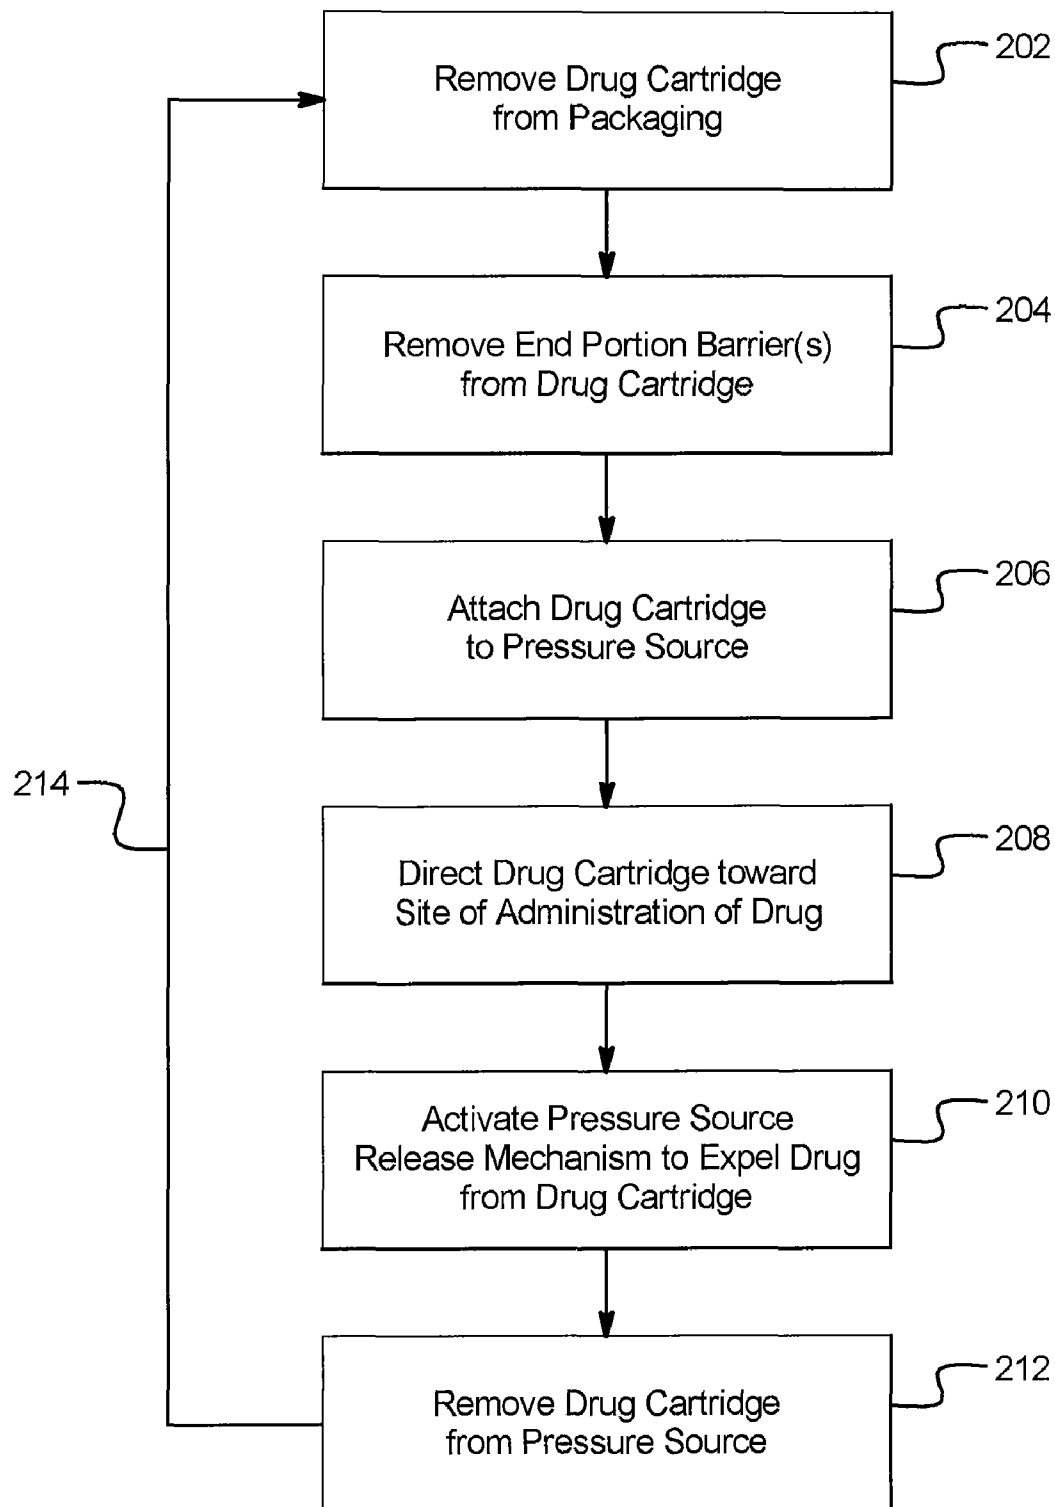 Remove Drug Cartridge
from Packaging
202
Remove End Portion Barrier(s)
from Drug Cartridge
204
Attach Drug Cartridge
to Pressure Source
206
214
Direct Drug Cartridge toward
Site of Administration of Drug
208
Activate Pressure Source
Release Mechanism to Expel Drug
from Drug Cartridge
210
Remove Drug Cartridge
from Pressure Source
212